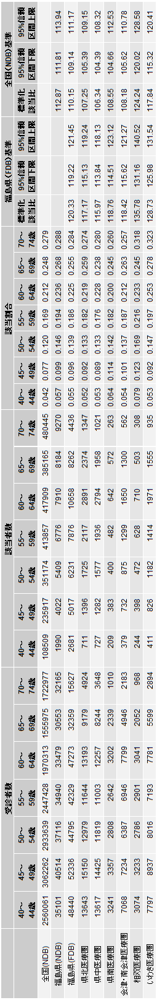 受診者数 該当者数 該当割合 福島県(FDB)基準 全国(NDB)基準
40～ 45～ 50～ 55～ 60～ 65～ 70～ 40～ 45～ 50～ 55～ 60～ 65～ 70～ 40～ 45～ 50～ 55～ 60～ 65～ 70～ 標準化 95%信頼 95%信頼 標準化 95%信頼 95%信頼
44歳 49歳 54歳 59歳 64歳 69歳 74歳 44歳 49歳 54歳 59歳 64歳 69歳 74歳 44歳 49歳 54歳 59歳 64歳 69歳 74歳 該当比 区間下限 区間上限 該当比 区間下限 区間上限
全国(NDB) 2560061 3062262 2933639 2447428 1970313 1555975 1722977 108509 235917 351174 413857 417909 385165 480445 0.042 0.077 0.120 0.169 0.212 0.248 0.279
福島県(NDB) 35101 40514 37116 34940 33479 30553 32165 1990 4022 5409 6776 7910 8184 9270 0.057 0.099 0.146 0.194 0.236 0.268 0.288 112.87 111.81 113.94
福島県(FDB) 48440 52336 44795 42329 47273 32359 15627 2681 5017 6231 7876 10658 8262 4436 0.055 0.096 0.139 0.186 0.225 0.255 0.284 120.33 119.22 121.45 110.15 109.14 111.17
県北医療圏 13643 15150 12979 11644 13193 9179 4924 711 1396 1725 2117 2891 2374 1347 0.052 0.092 0.133 0.182 0.219 0.259 0.274 117.17 115.13 119.24 107.25 105.39 109.15
県中医療圏 13617 14425 11819 11003 12257 8244 3648 727 1282 1577 1936 2794 1958 1021 0.053 0.089 0.133 0.176 0.228 0.238 0.280 115.97 113.84 118.13 106.34 104.39 108.32
県南医療圏 3241 3357 2808 2642 3202 2339 1010 209 383 400 482 642 572 263 0.064 0.114 0.142 0.182 0.200 0.245 0.260 118.76 114.51 123.12 108.55 104.66 112.53
会津・南会津医療圏 7068 7234 6387 6946 7799 4946 2183 379 732 875 1299 1650 1300 562 0.054 0.101 0.137 0.187 0.212 0.263 0.257 118.42 115.62 121.27 108.18 105.62 110.78
相双医療圏 3074 3233 2786 2901 3041 2052 968 244 398 472 628 710 503 308 0.079 0.123 0.169 0.216 0.233 0.245 0.318 135.78 131.16 140.52 124.24 120.02 128.58
いわき医療圏 7797 8937 8016 7193 7781 5599 2894 411 826 1182 1414 1971 1555 935 0.053 0.092 0.147 0.197 0.253 0.278 0.323 128.73 125.98 131.54 117.84 115.32 120.41